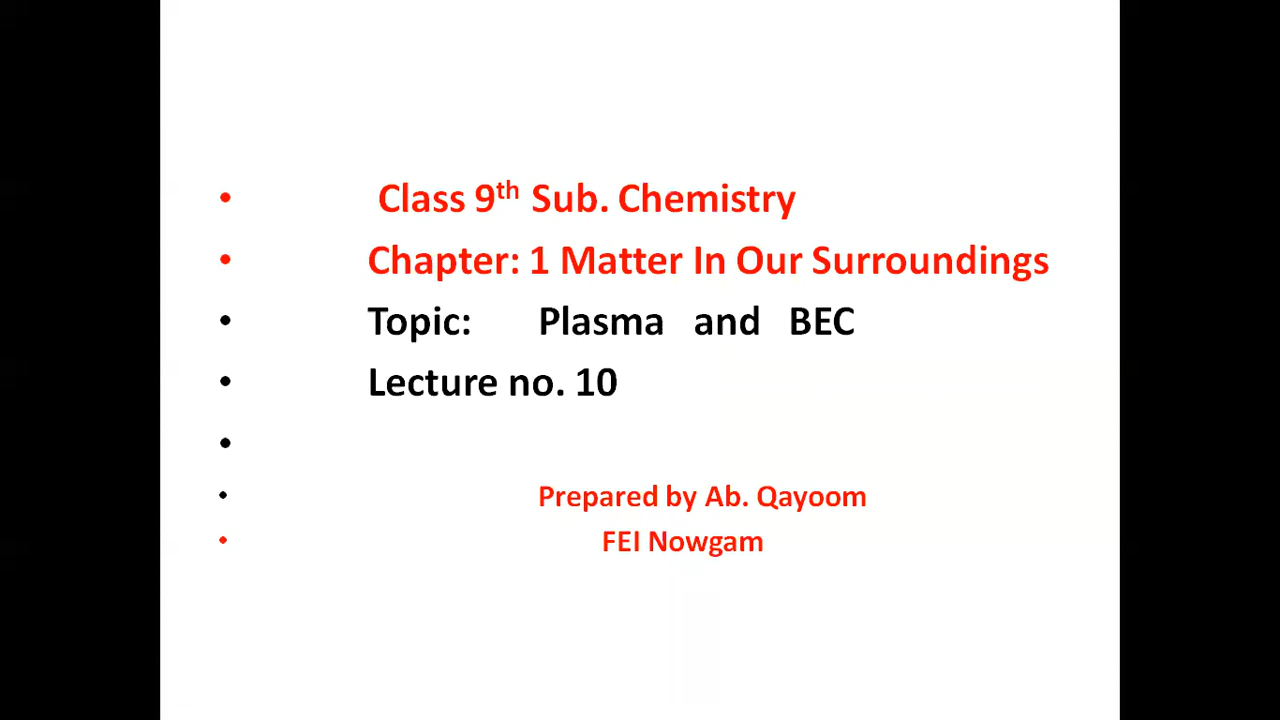 • Class 9th Sub. Chemistry
• Chapter: 1 Matter In Our Surroundings
• Topic: Plasma and BEC
• Lecture no. 10
•
• Prepared by Ab. Qayoom
• FEI Nowgam